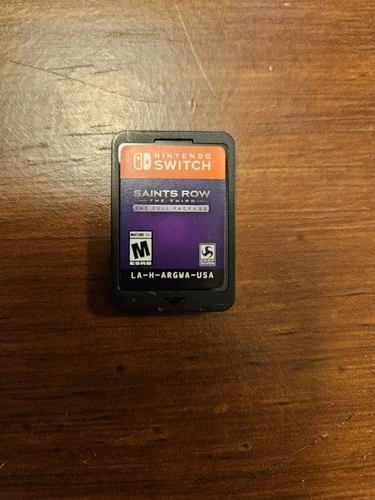 NINTENDO
SWITCH
SAINTS ROW
THE THIRD
THE FULL PACKAGE
MATURE 17+
M
ESRB
LA-H-ARGWA-USA